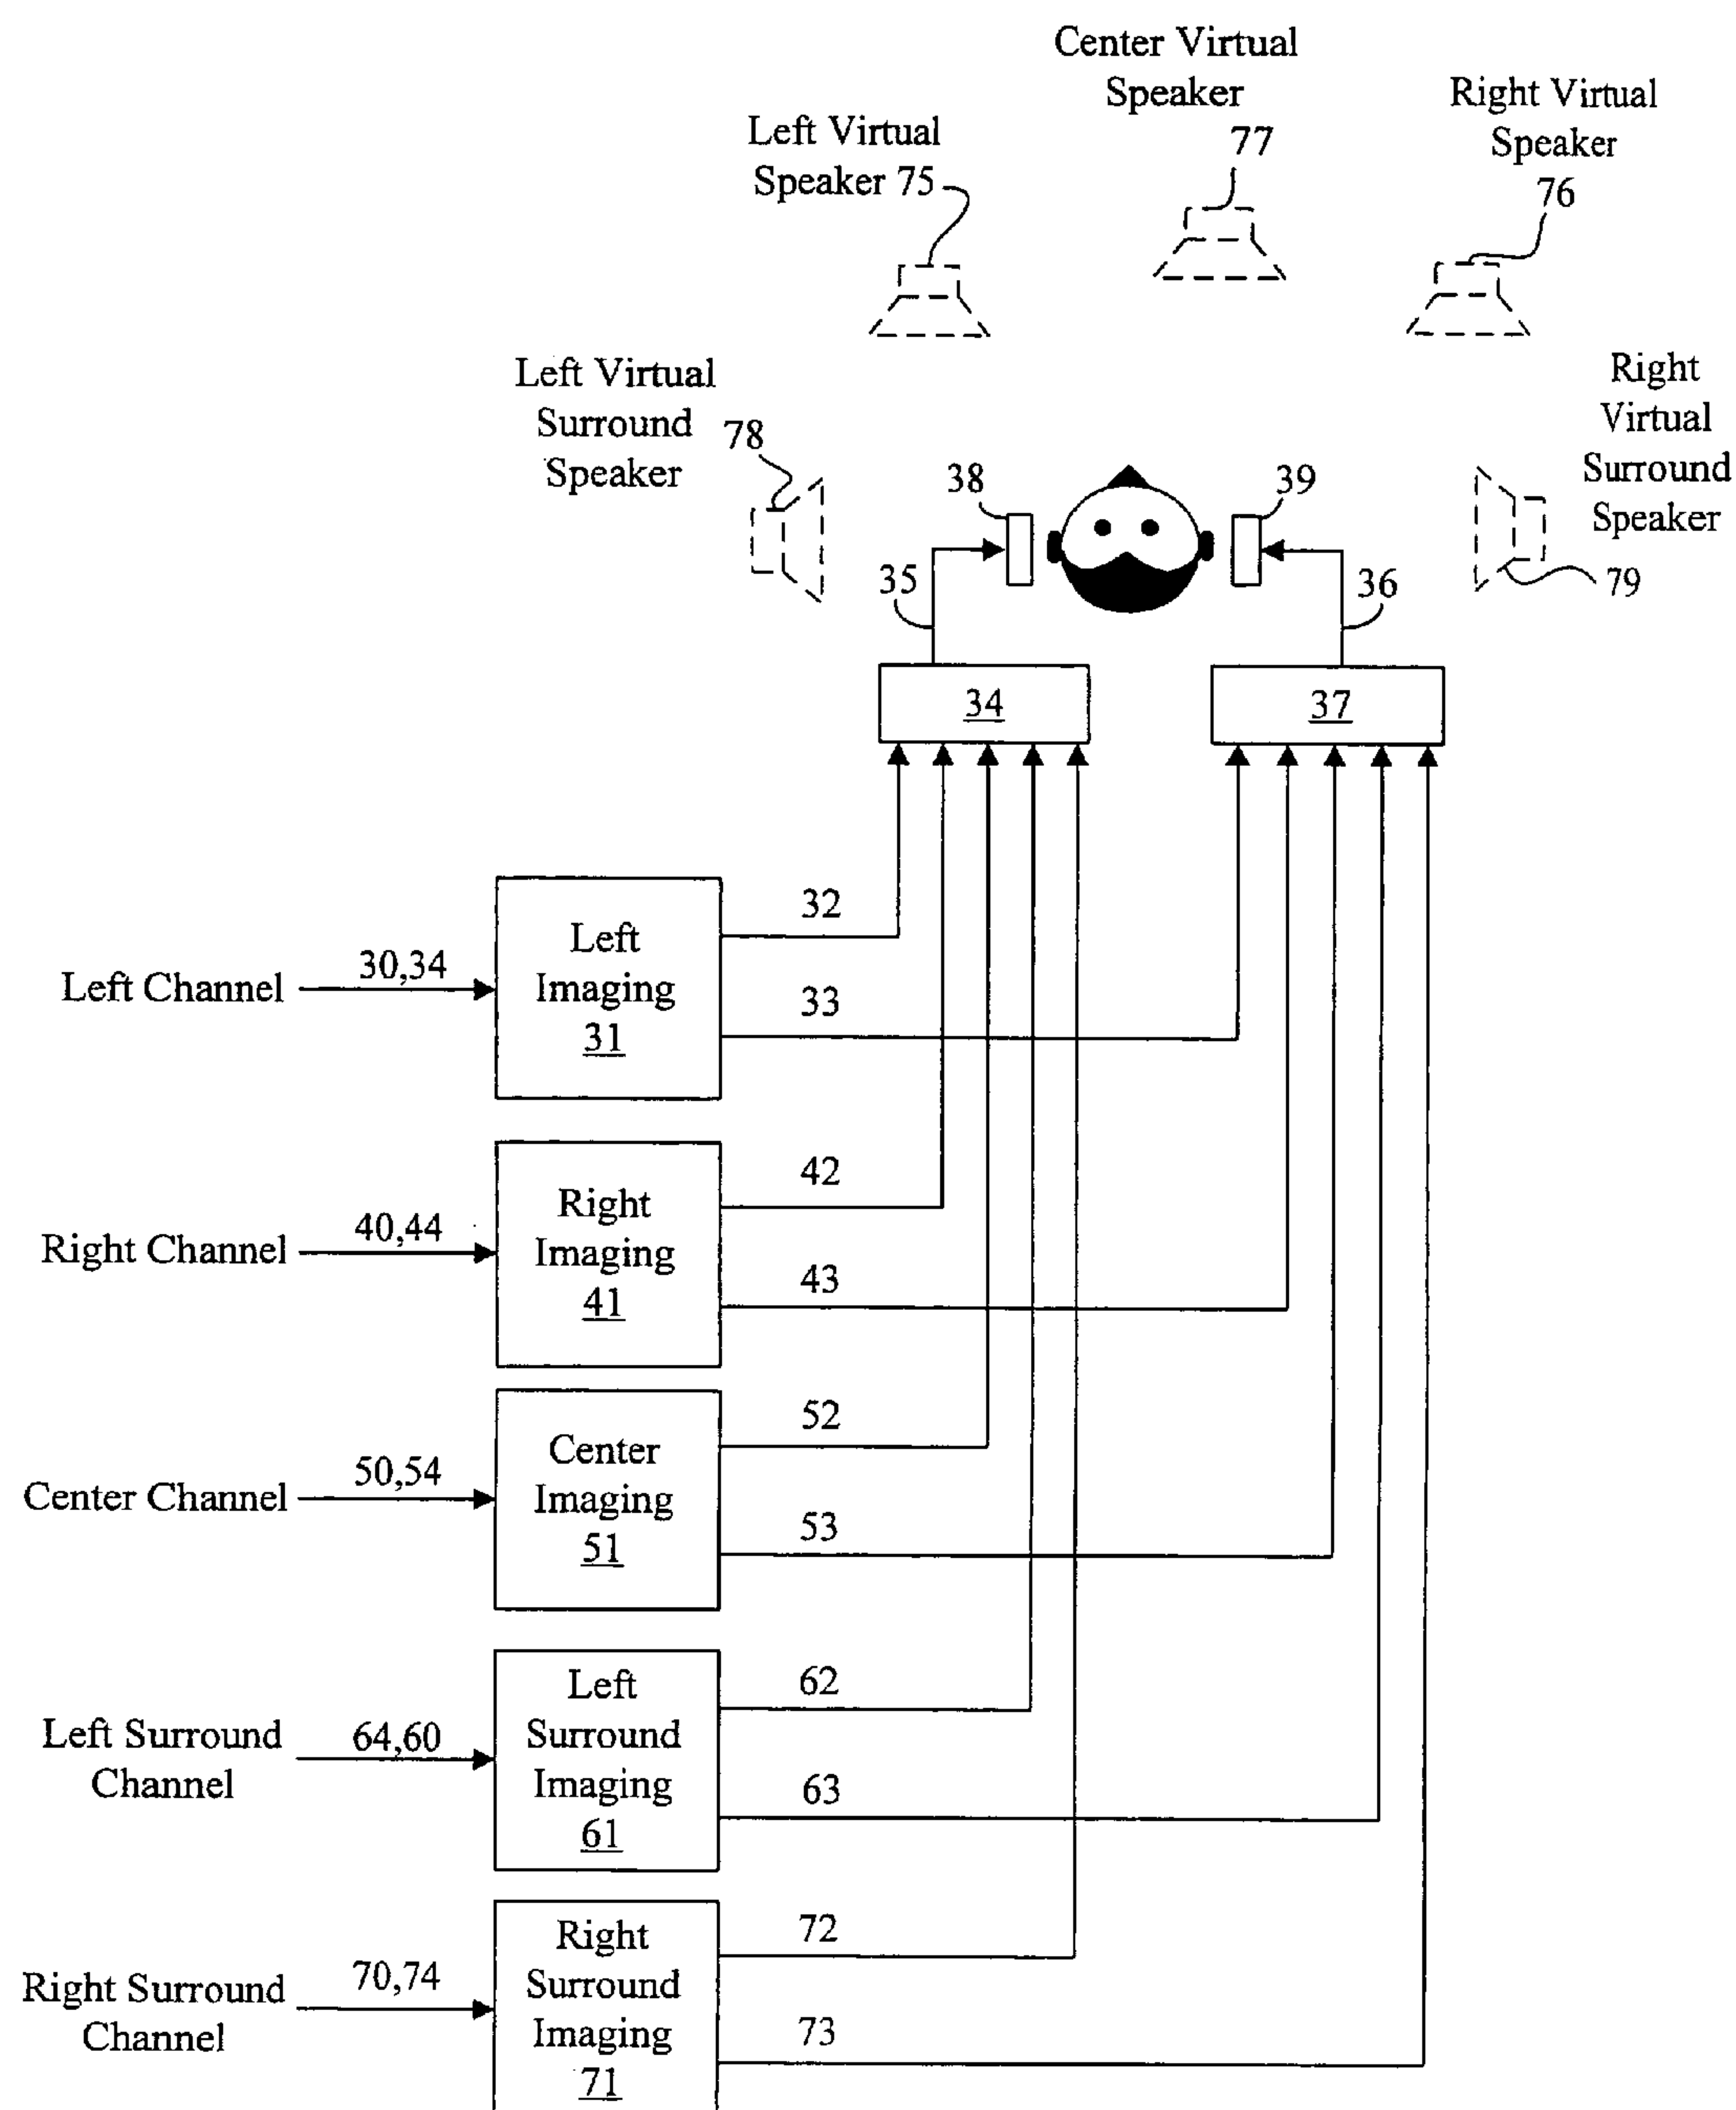 Center Virtual
Speaker
77
Left Virtual
Speaker 75
Right Virtual
Speaker
76
Left Virtual
Surround
Speaker
78
Right
Virtual
Surround
Speaker
79
38
39
35
36
34
37
Left Channel
30,34
Left
Imaging
31
32
33
Right Channel
40,44
Right
Imaging
41
42
43
Center Channel
50,54
Center
Imaging
51
52
53
Left Surround
Channel
64,60
Left
Surround
Imaging
61
62
63
Right Surround
Channel
70,74
Right
Surround
Imaging
71
72
73